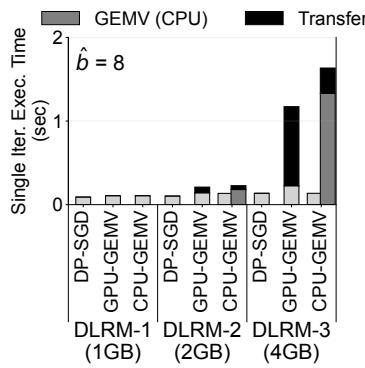 GEMV (CPU) Transfer
Single Iter. Exec. Time
(sec)
2
1
0
b̂ = 8
DP-SGD
GPU-GEMV
CPU-GEMV
DP-SGD
GPU-GEMV
CPU-GEMV
DP-SGD
GPU-GEMV
CPU-GEMV
DLRM-1 DLRM-2 DLRM-3
(1GB) (2GB) (4GB)